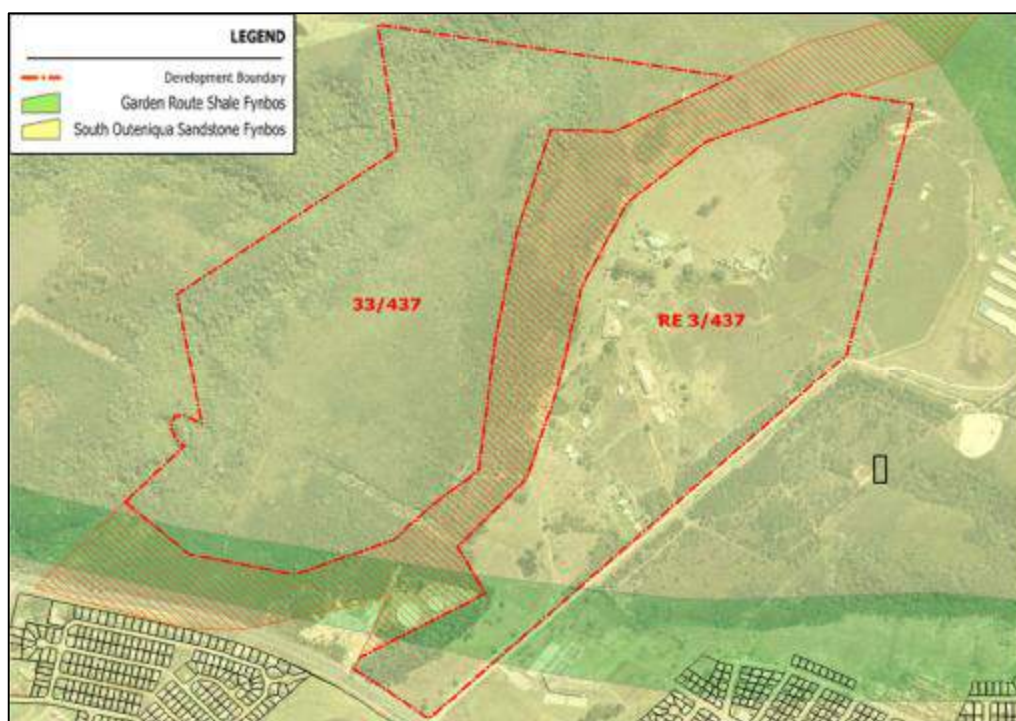 LEGEND
Development Boundary
Garden Route Shale Fynbos
South Outeniqua Sandstone Fynbos
33/437
RE 3/437